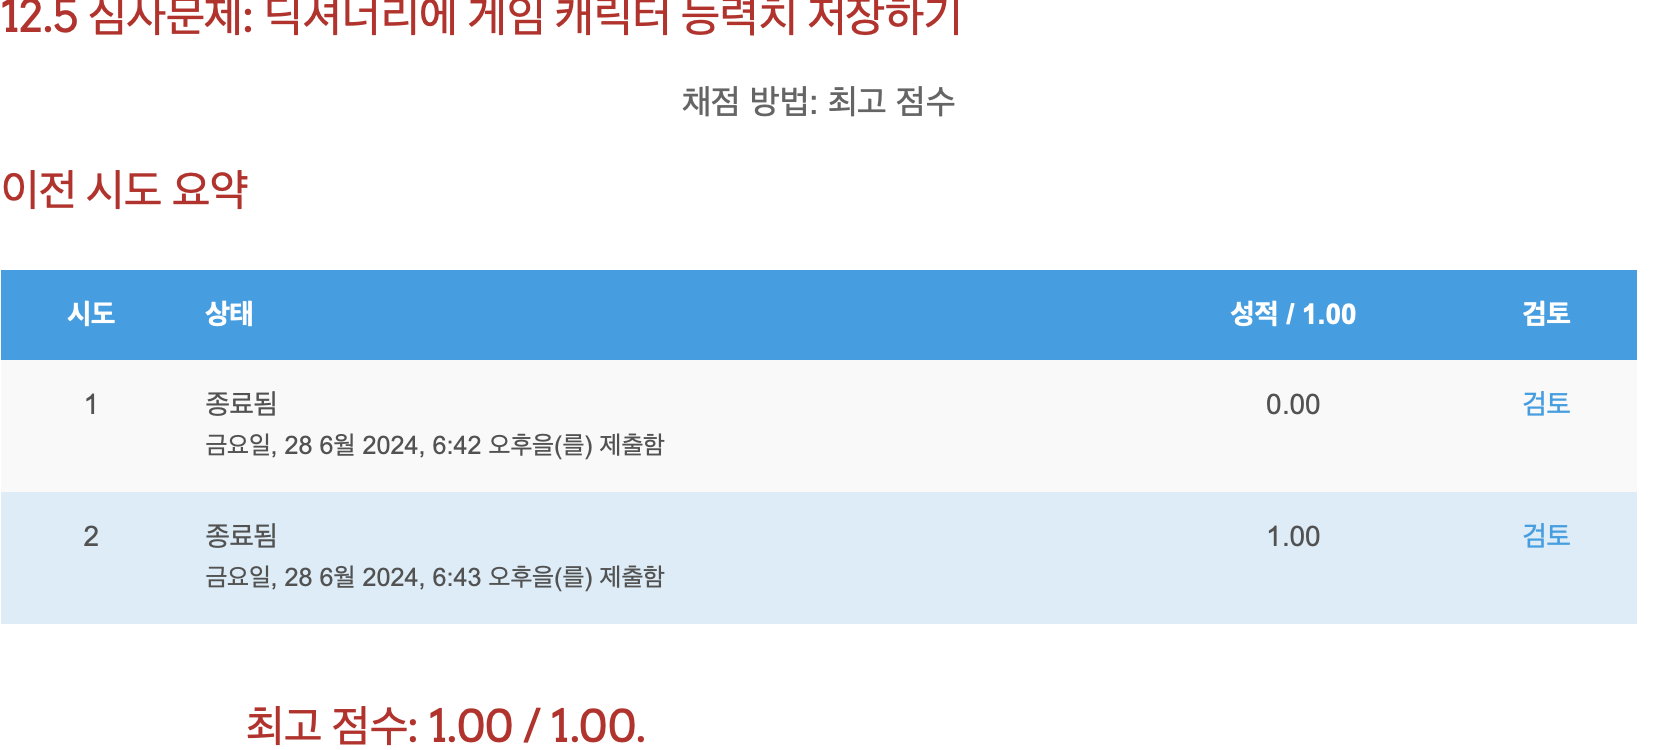 12.5 심사문제: 딕셔너리에 게임 캐릭터 능력치 저장하기
채점 방법: 최고 점수
이전 시도 요약
시도 상태 성적 / 1.00 검토
1 종료됨 0.00 검토
금요일, 28 6월 2024, 6:42 오후을(를) 제출함
2 종료됨 1.00 검토
금요일, 28 6월 2024, 6:43 오후을(를) 제출함
최고 점수: 1.00 / 1.00.